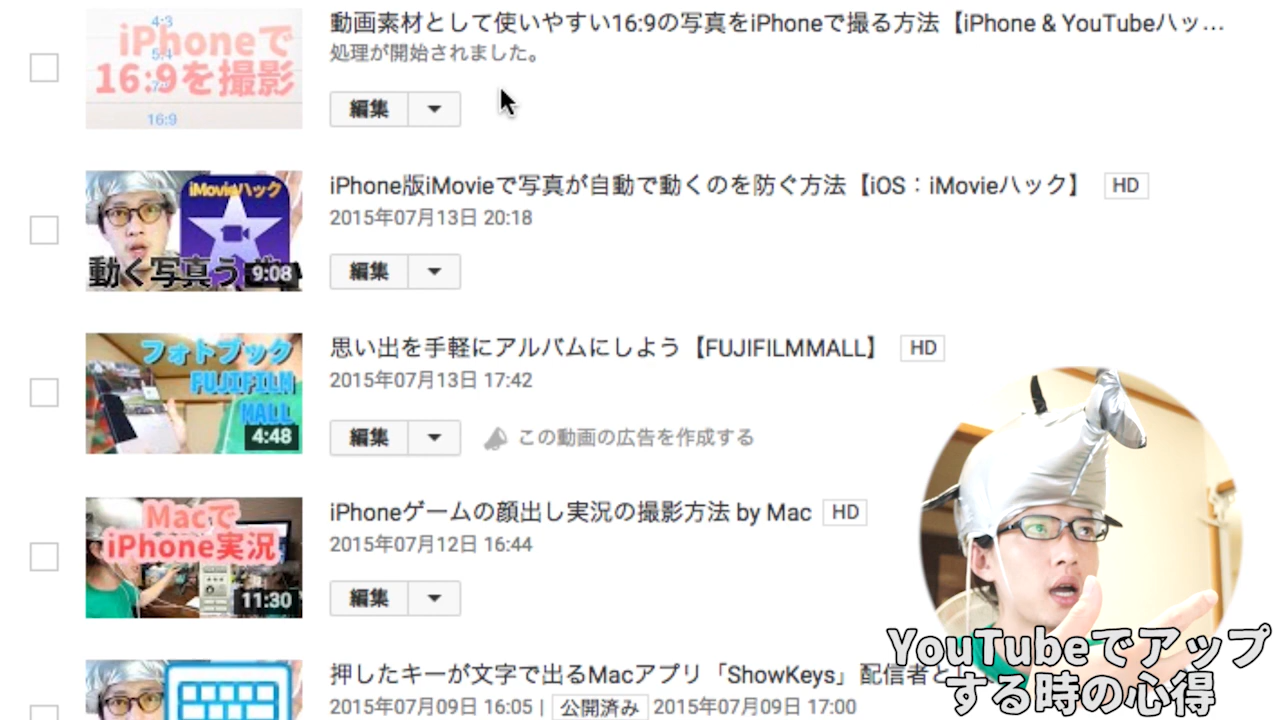 4:3
iPhoneで
5:4
16:9を撮影
16:9
動画素材として使いやすい16:9の写真をiPhoneで撮る方法【iPhone & YouTubeハッ…
処理が開始されました。
編集
iMovieハック
動く写真う
9:08
iPhone版iMovieで写真が自動で動くのを防ぐ方法【iOS：iMovieハック】 HD
2015年07月13日 20:18
編集
フォトブック
FUJIFILM
MALL
4:48
思い出を手軽にアルバムにしよう【FUJIFILMMALL】 HD
2015年07月13日 17:42
編集 この動画の広告を作成する
Macで
iPhone実況
11:30
iPhoneゲームの顔出し実況の撮影方法 by Mac HD
2015年07月12日 16:44
編集
押したキーが文字で出るMacアプリ「ShowKeys」配信者と
2015年07月09日 16:05 | 公開済み 2015年07月09日 17:00
YouTubeでアップ
する時の心得